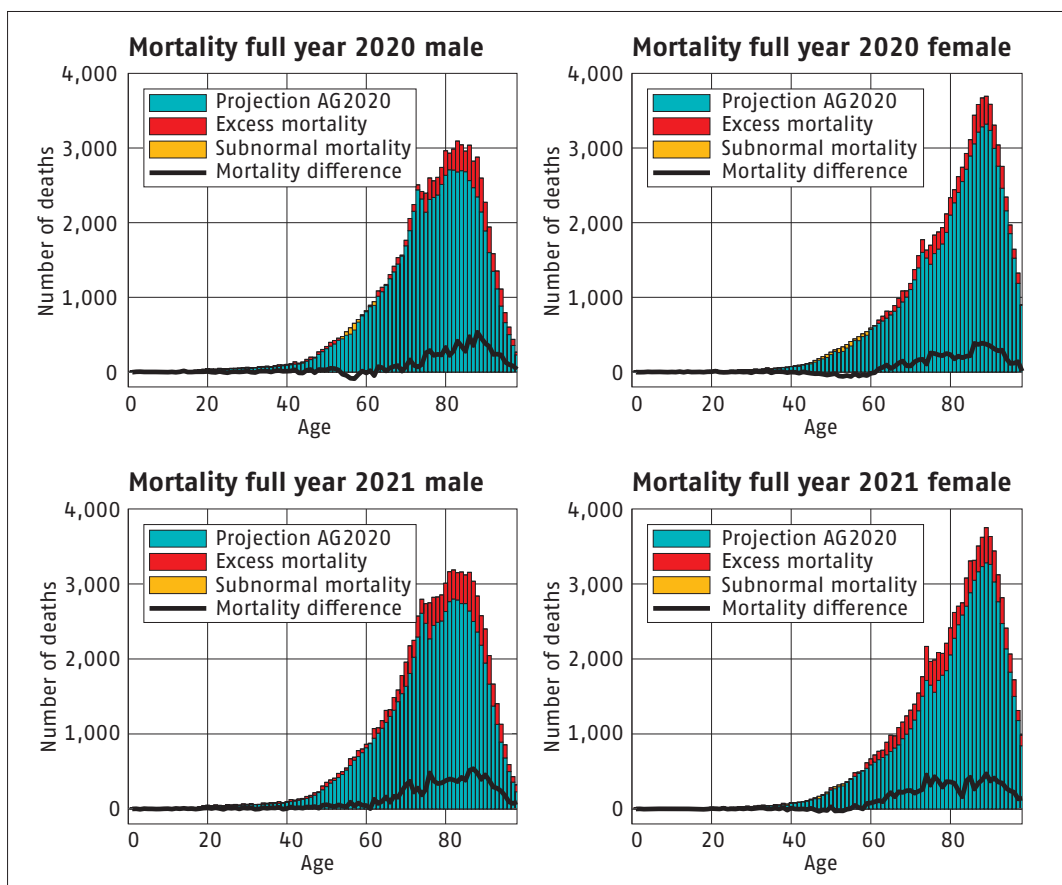 Mortality full year 2020 male
4,000
3,000
2,000
1,000
0
Number of deaths
Projection AG2020
Excess mortality
Subnormal mortality
Mortality difference
0 20 40 60 80
Age
Mortality full year 2020 female
4,000
3,000
2,000
1,000
0
Number of deaths
Projection AG2020
Excess mortality
Subnormal mortality
Mortality difference
0 20 40 60 80
Age
Mortality full year 2021 male
4,000
3,000
2,000
1,000
0
Number of deaths
Projection AG2020
Excess mortality
Subnormal mortality
Mortality difference
0 20 40 60 80
Age
Mortality full year 2021 female
4,000
3,000
2,000
1,000
0
Number of deaths
Projection AG2020
Excess mortality
Subnormal mortality
Mortality difference
0 20 40 60 80
Age